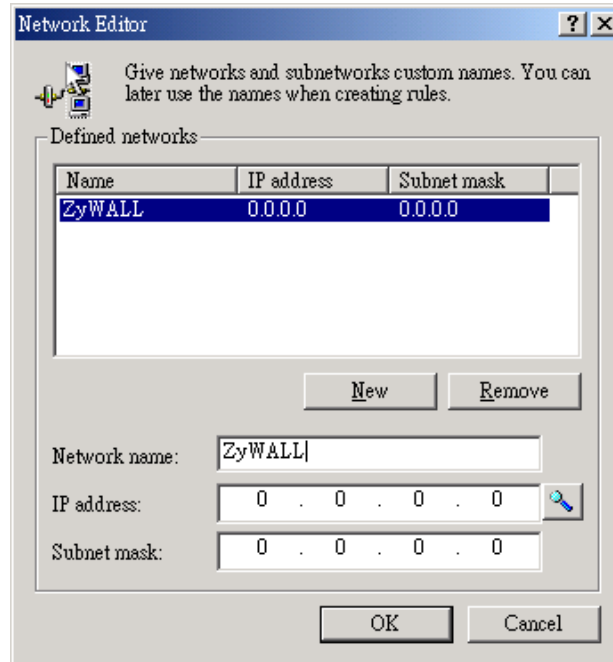 Network Editor
Give networks and subnetworks custom names. You can
later use the names when creating rules.
Defined networks
Name IP address Subnet mask
ZyWALL 0.0.0.0 0.0.0.0
New Remove
Network name: ZyWALL
IP address: 0 . 0 . 0 . 0
Subnet mask: 0 . 0 . 0 . 0
OK Cancel